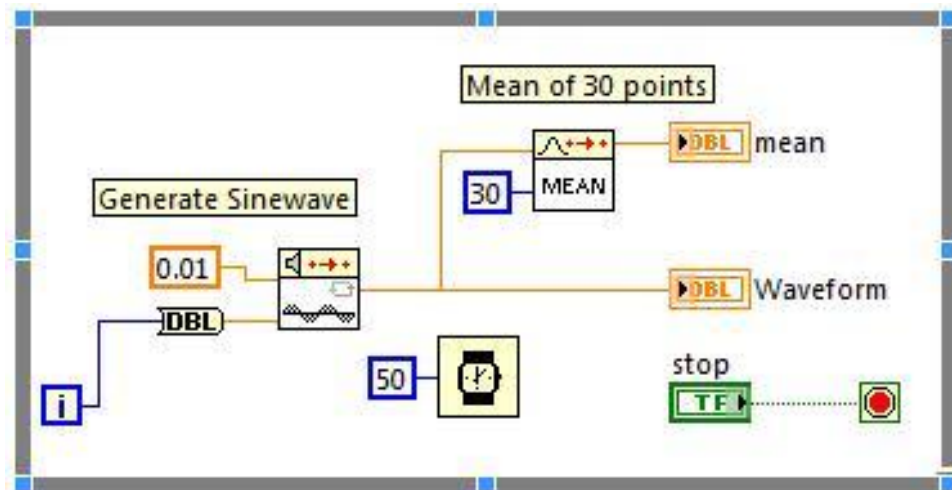 Mean of 30 points
DBL mean
30 MEAN
Generate Sinewave
0.01
DBL Waveform
DBL
50
stop
i
TF